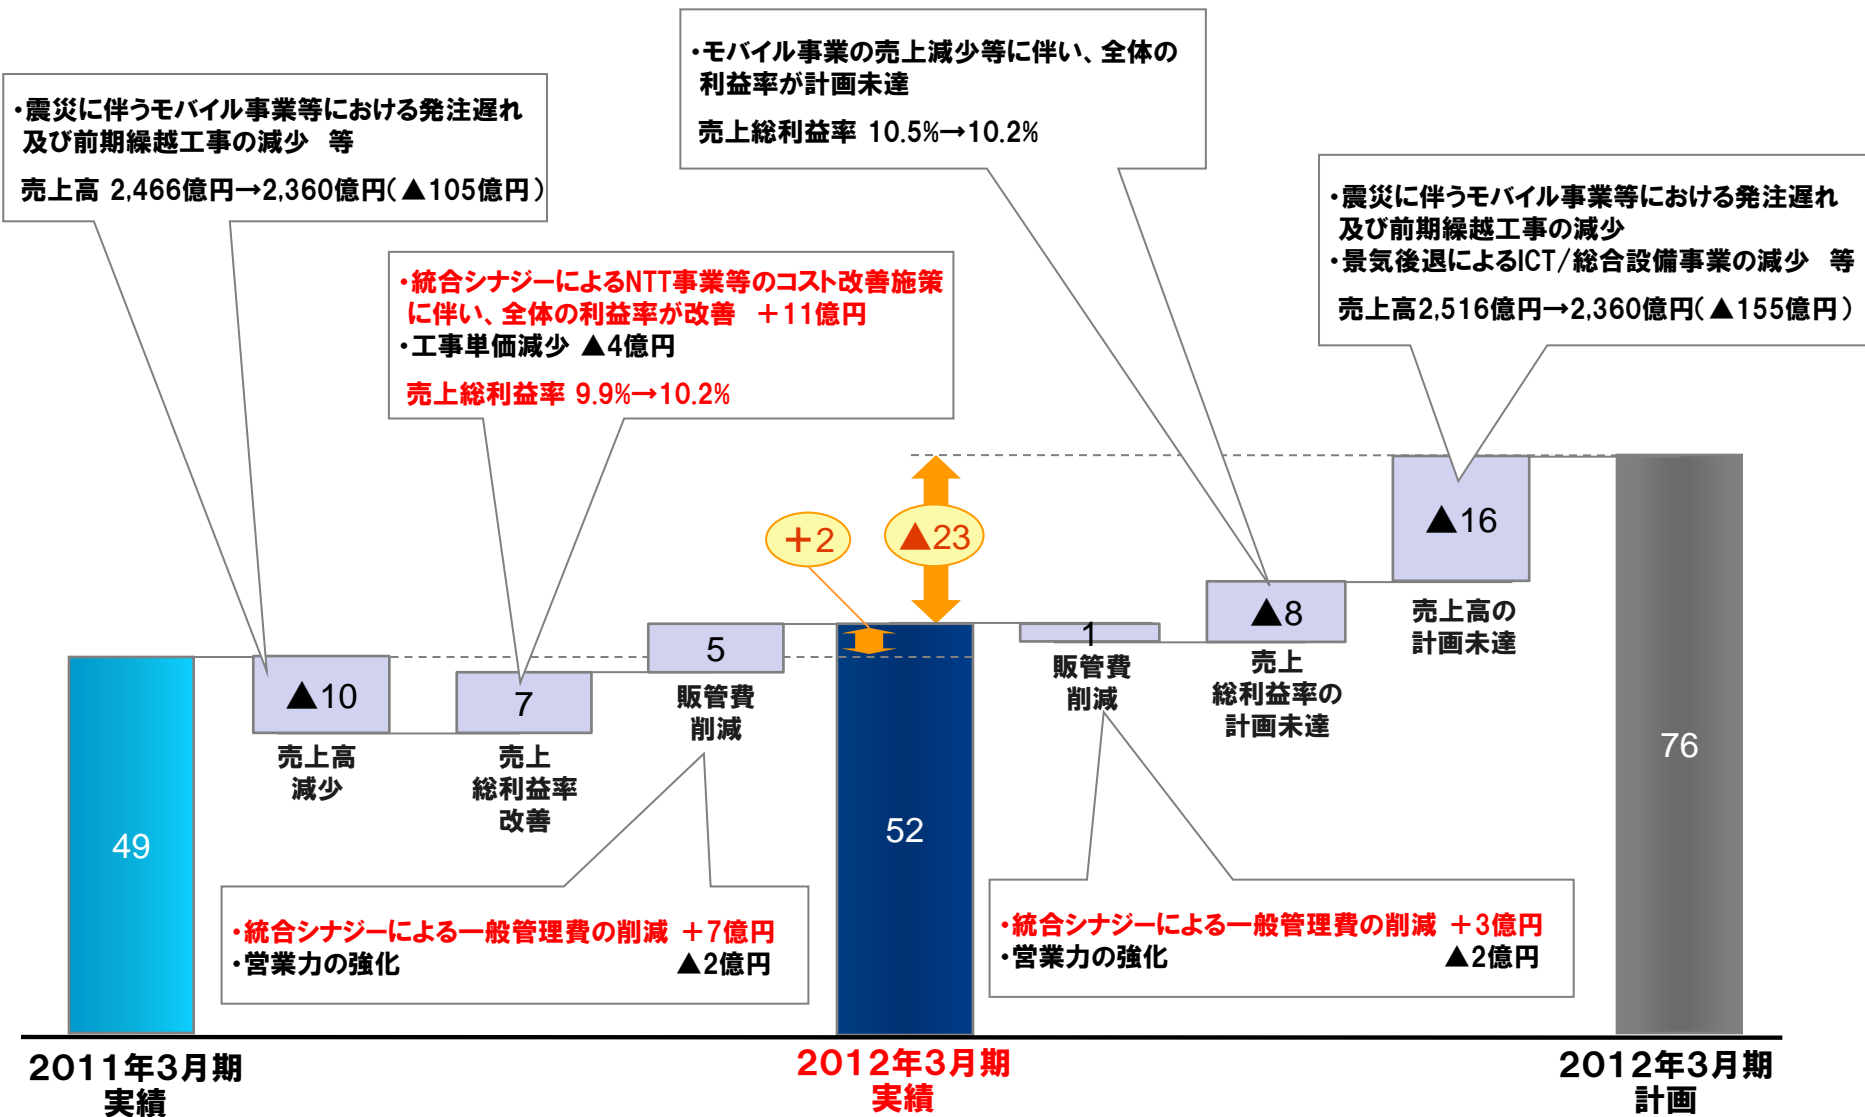 ・モバイル事業の売上減少等に伴い、全体の
利益率が計画未達
売上総利益率 10.5%→10.2%
・震災に伴うモバイル事業等における発注遅れ
及び前期繰越工事の減少 等
売上高 2,466億円→2,360億円(▲105億円)
・震災に伴うモバイル事業等における発注遅れ
及び前期繰越工事の減少
・景気後退によるICT/総合設備事業の減少 等
売上高2,516億円→2,360億円(▲155億円)
・統合シナジーによるNTT事業等のコスト改善施策
に伴い、全体の利益率が改善 +11億円
・工事単価減少 ▲4億円
売上総利益率 9.9%→10.2%
+2
▲23
▲16
売上高の
計画未達
▲8
売上
総利益率の
計画未達
1
販管費
削減
5
販管費
削減
▲10
売上高
減少
7
売上
総利益率
改善
49
52
76
・統合シナジーによる一般管理費の削減 +7億円
・営業力の強化 ▲2億円
・統合シナジーによる一般管理費の削減 +3億円
・営業力の強化 ▲2億円
2011年3月期
実績
2012年3月期
実績
2012年3月期
計画